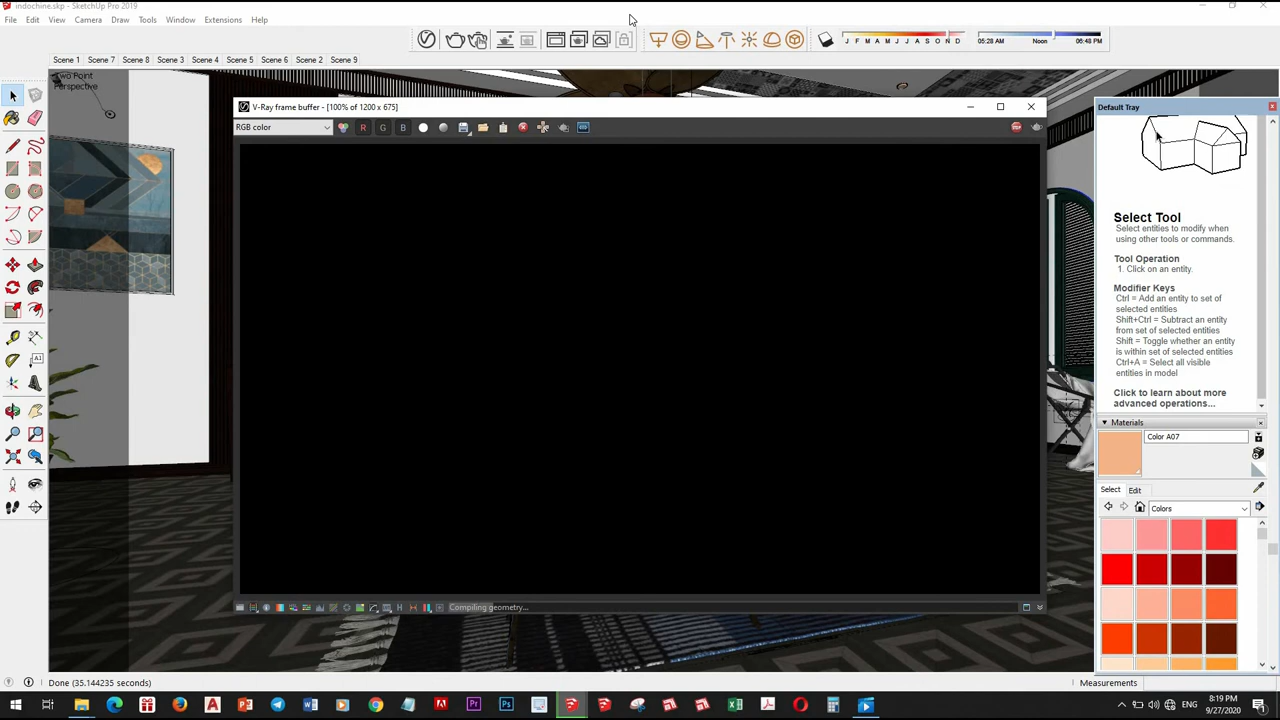 indochine.skp - SketchUp Pro 2019
File Edit View Camera Draw Tools Window Extensions Help
J F M A M J J A S O N D 05:28 AM Noon 06:48 PM
Scene 1 Scene 7 Scene 8 Scene 3 Scene 4 Scene 5 Scene 6 Scene 2 Scene 9
Two Point
Perspective
V-Ray frame buffer - [100% of 1200 x 675]
RGB color R G B STOP
Compiling geometry...
A1
Default Tray
Select Tool
Select entities to modify when
using other tools or commands.
Tool Operation
1. Click on an entity.
Modifier Keys
Ctrl = Add an entity to set of
selected entities
Shift+Ctrl = Subtract an entity
from set of selected entities
Shift = Toggle whether an entity
is within set of selected entities
Ctrl+A = Select all visible
entities in model
Click to learn about more
advanced operations...
Materials
Color A07
Select Edit
Colors
Done (35.144235 seconds)
Measurements
ENG
8:19 PM
9/27/2020